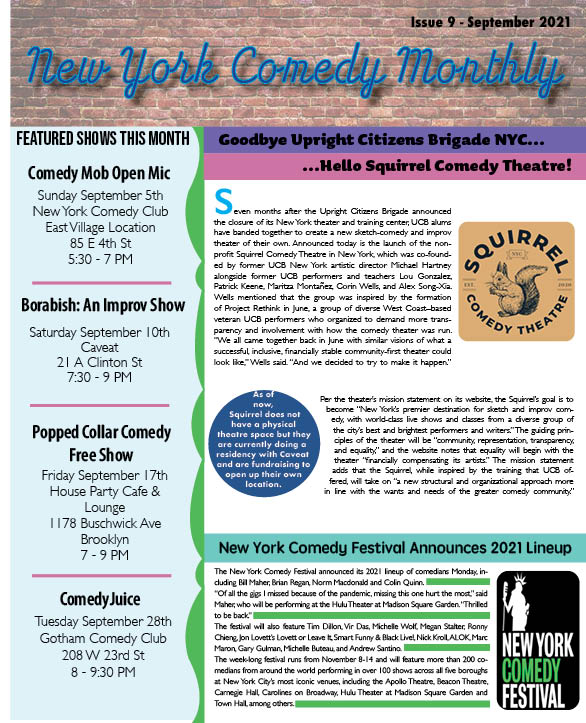 Issue 9 - September 2021
New York Comedy Monthly
FEATURED SHOWS THIS MONTH
Comedy Mob Open Mic
Sunday September 5th
New York Comedy Club
East Village Location
85 E 4th St
5:30 - 7 PM
Borabish: An Improv Show
Saturday September 10th
Caveat
21 A Clinton St
7:30 - 9 PM
Popped Collar Comedy
Free Show
Friday September 17th
House Party Cafe &
Lounge
1178 Buschwick Ave
Brooklyn
7 - 9 PM
ComedyJuice
Tuesday September 28th
Gotham Comedy Club
208 W 23rd St
8 - 9:30 PM
Goodbye Upright Citizens Brigade NYC...
...Hello Squirrel Comedy Theatre!
Seven months after the Upright Citizens Brigade announced
the closure of its New York theater and training center, UCB alums
have banded together to create a new sketch-comedy and improv
theater of their own. Announced today is the launch of the non-
profit Squirrel Comedy Theatre in New York, which was co-found-
ed by former UCB New York artistic director Michael Hartney
alongside former UCB performers and teachers Lou Gonzalez,
Patrick Keene, Maritza Montañez, Corin Wells, and Alex Song-Xia.
Wells mentioned that the group was inspired by the formation
of Project Rethink in June, a group of diverse West Coast–based
veteran UCB performers who organized to demand more trans-
parency and involvement with how the comedy theater was run.
"We all came together back in June with similar visions of what a
successful, inclusive, financially stable community-first theater could
look like," Wells said. "And we decided to try to make it happen."
SQUIRREL
NYC
EST.
2020
COMEDY THEATRE
As of
now,
Squirrel does not
have a physical
theatre space but they
are currently doing a
residency with Caveat
and are fundraising to
open up their own
location.
Per the theater's mission statement on its website, the Squirrel's goal is to
become "New York's premier destination for sketch and improv com-
edy, with world-class live shows and classes from a diverse group of
the city's best and brightest performers and writers." The guiding prin-
ciples of the theater will be "community, representation, transparency,
and equality," and the website notes that equality will begin with the
theater "financially compensating its artists." The mission statement
adds that the Squirrel, while inspired by the training that UCB of-
fered, will take on "a new structural and organizational approach more
in line with the wants and needs of the greater comedy community."
New York Comedy Festival Announces 2021 Lineup
The New York Comedy Festival announced its 2021 lineup of comedians Monday, in-
cluding Bill Maher, Brian Regan, Norm Macdonald and Colin Quinn.
"Of all the gigs I missed because of the pandemic, missing this one hurt the most," said
Maher, who will be performing at the Hulu Theater at Madison Square Garden. "Thrilled
to be back."
The festival will also feature Tim Dillon, Vir Das, Michelle Wolf, Megan Stalter, Ronny
Chieng, Jon Lovett's Lovett or Leave It, Smart Funny & Black Live!, Nick Kroll, ALOK, Marc
Maron, Gary Gulman, Michelle Buteau, and Andrew Santino.
The week-long festival runs from November 8-14 and will feature more than 200 co-
medians from around the world performing in over 100 shows across all five boroughs
at New York City's most iconic venues, including the Apollo Theatre, Beacon Theatre,
Carnegie Hall, Carolines on Broadway, Hulu Theater at Madison Square Garden and
Town Hall, among others.
NEW YORK
COMEDY
FESTIVAL